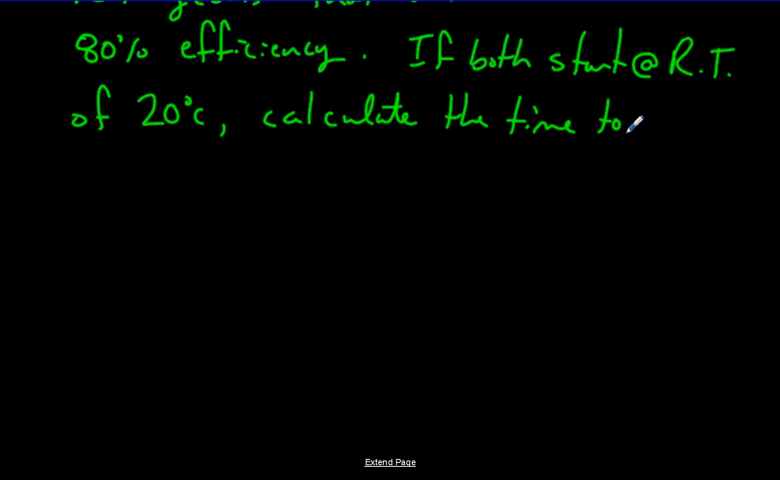 80% efficiency. If both start @ R.T.
of 20°c, calculate the time to
Extend Page